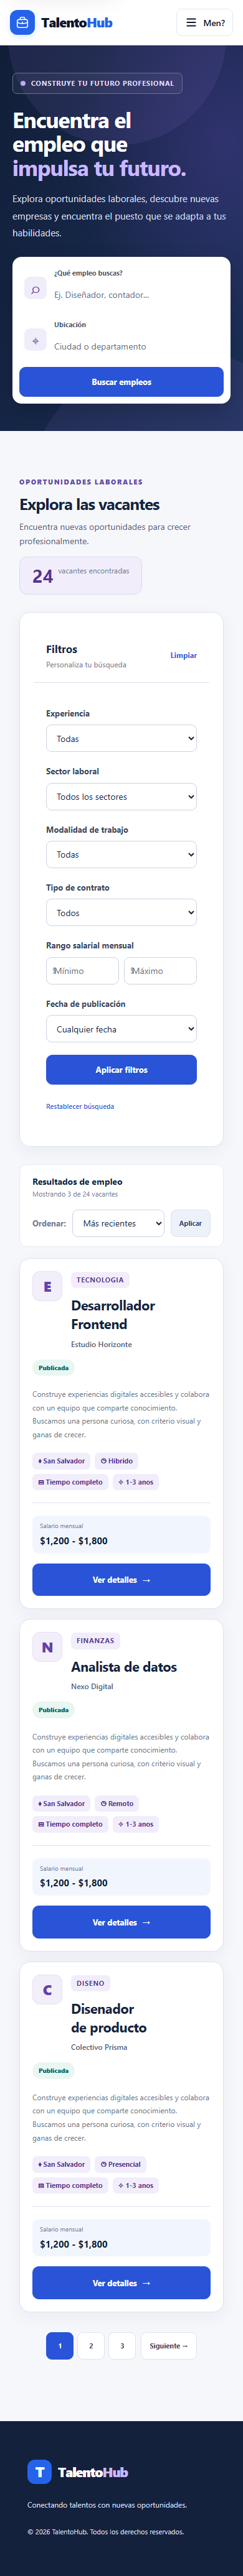 TalentoHub
Men?
CONSTRUYE TU FUTURO PROFESIONAL
Encuentra el
empleo que
impulsa tu futuro.
Explora oportunidades laborales, descubre nuevas
empresas y encuentra el puesto que se adapta a tus
habilidades.
¿Qué empleo buscas?
Ej. Diseñador, contador...
Ubicación
Ciudad o departamento
Buscar empleos
OPORTUNIDADES LABORALES
Explora las vacantes
Encuentra nuevas oportunidades para crecer
profesionalmente.
24 vacantes encontradas
Filtros
Personaliza tu búsqueda
Limpiar
Experiencia
Todas
Sector laboral
Todos los sectores
Modalidad de trabajo
Todas
Tipo de contrato
Todos
Rango salarial mensual
$Mínimo
$Máximo
Fecha de publicación
Cualquier fecha
Aplicar filtros
Restablecer búsqueda
Resultados de empleo
Mostrando 3 de 24 vacantes
Ordenar: Más recientes Aplicar
E
TECNOLOGIA
Desarrollador
Frontend
Estudio Horizonte
Publicada
Construye experiencias digitales accesibles y colabora
con un equipo que comparte conocimiento.
Buscamos una persona curiosa, con criterio visual y
ganas de crecer.
San Salvador Hibrido
Tiempo completo 1-3 anos
Salario mensual
$1,200 - $1,800
Ver detalles →
N
FINANZAS
Analista de datos
Nexo Digital
Publicada
Construye experiencias digitales accesibles y colabora
con un equipo que comparte conocimiento.
Buscamos una persona curiosa, con criterio visual y
ganas de crecer.
San Salvador Remoto
Tiempo completo 1-3 anos
Salario mensual
$1,200 - $1,800
Ver detalles →
C
DISENO
Disenador
de producto
Colectivo Prisma
Publicada
Construye experiencias digitales accesibles y colabora
con un equipo que comparte conocimiento.
Buscamos una persona curiosa, con criterio visual y
ganas de crecer.
San Salvador Presencial
Tiempo completo 1-3 anos
Salario mensual
$1,200 - $1,800
Ver detalles →
1 2 3 Siguiente →
T TalentoHub
Conectando talentos con nuevas oportunidades.
© 2026 TalentoHub. Todos los derechos reservados.